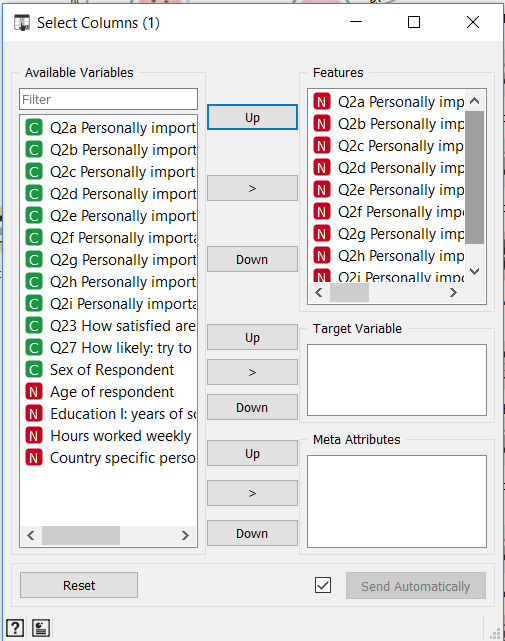 Select Columns (1)
Available Variables
Filter
C Q2a Personally import
C Q2b Personally import
C Q2c Personally import
C Q2d Personally import
C Q2e Personally import
C Q2f Personally importa
C Q2g Personally import
C Q2h Personally import
C Q2i Personally importa
C Q23 How satisfied are
C Q27 How likely: try to
C Sex of Respondent
N Age of respondent
N Education I: years of sc
N Hours worked weekly
N Country specific perso
Up
>
Down
Up
>
Down
Up
>
Down
Features
N Q2a Personally imp
N Q2b Personally imp
N Q2c Personally imp
N Q2d Personally imp
N Q2e Personally imp
N Q2f Personally impo
N Q2g Personally imp
N Q2h Personally imp
N Q2i Personally impo
Target Variable
Meta Attributes
Reset
Send Automatically
?